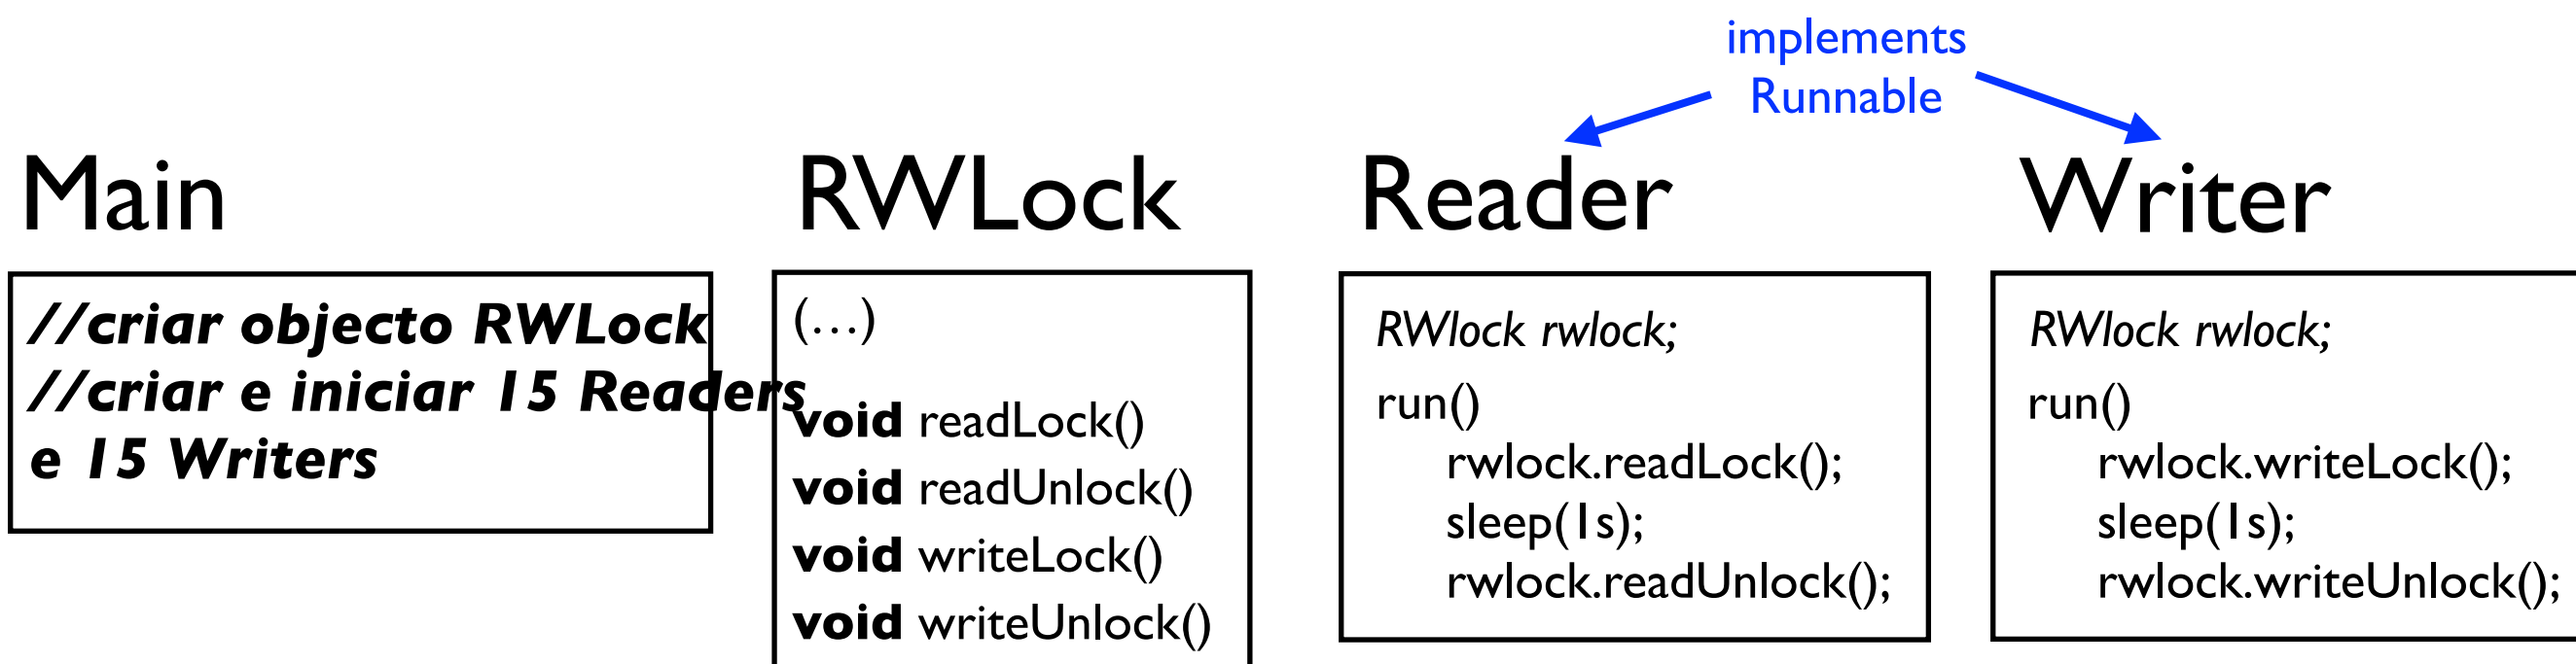 implements
Runnable
Main
//criar objecto RWLock
//criar e iniciar 15 Readers
e 15 Writers
RWLock
(…)
void readLock()
void readUnlock()
void writeLock()
void writeUnlock()
Reader
RWlock rwlock;
run()
rwlock.readLock();
sleep(1s);
rwlock.readUnlock();
Writer
RWlock rwlock;
run()
rwlock.writeLock();
sleep(1s);
rwlock.writeUnlock();